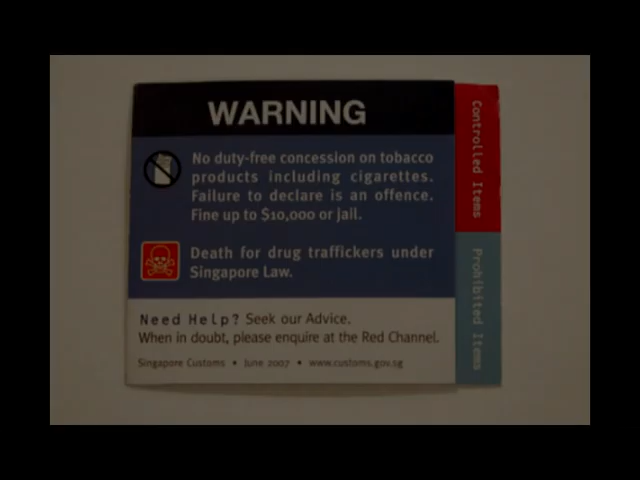 WARNING
No duty-free concession on tobacco
products including cigarettes.
Failure to declare is an offence.
Fine up to $10,000 or jail.
Death for drug traffickers under
Singapore Law.
Need Help? Seek our Advice.
When in doubt, please enquire at the Red Channel.
Singapore Customs • June 2007 • www.customs.gov.sg
Controlled Items
Prohibited Items